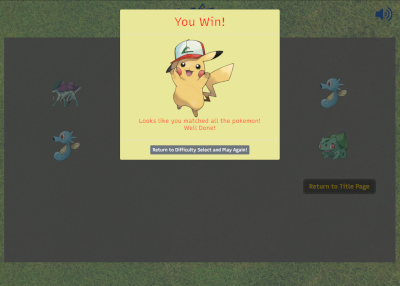 You Win!
Looks like you matched all the pokemon!
Well Done!
Return to Difficulty Select and Play Again!
Return to Title Page